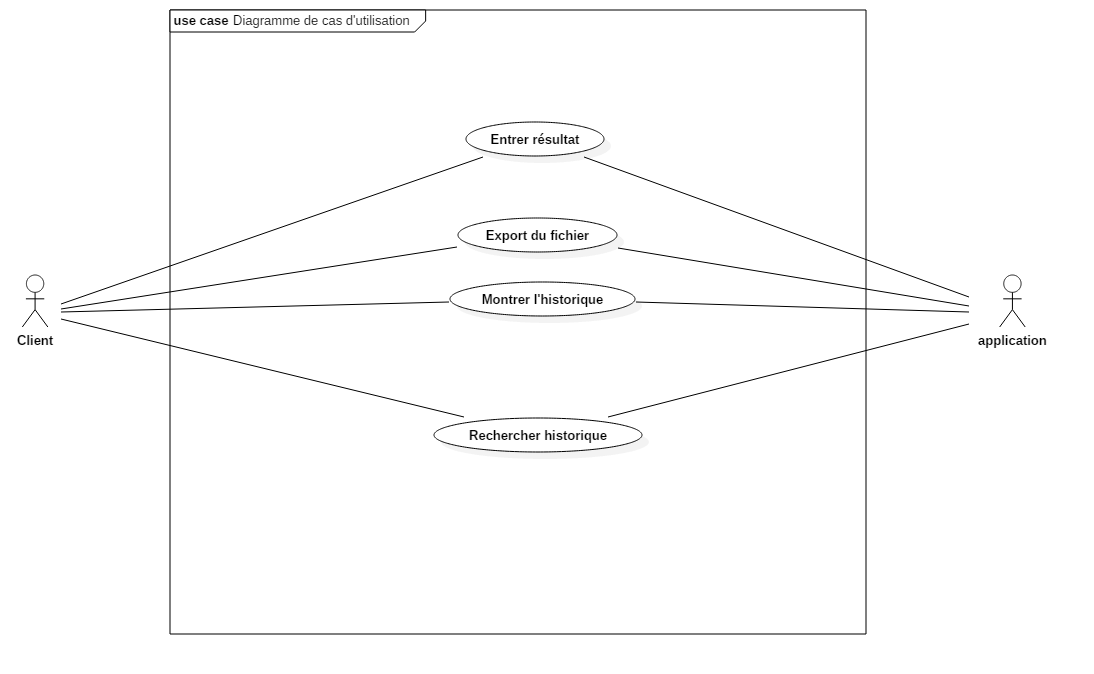 use case Diagramme de cas d'utilisation
Entrer résultat
Export du fichier
Montrer l'historique
Client
application
Rechercher historique